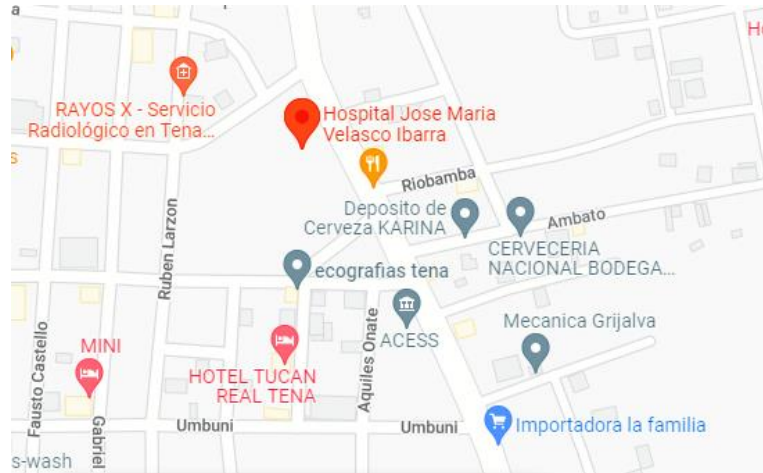 a
H
RAYOS X - Servicio
Radiológico en Tena...
Hospital Jose Maria
Velasco Ibarra
s
Riobamba
Deposito de
Cerveza KARINA
Ambato
CERVECERIA
NACIONAL BODEGA...
Ruben Larzon
ecografias tena
Aquiles Onate
ACESS
Mecanica Grijalva
MINI
HOTEL TUCAN
REAL TENA
Fausto Castello
Gabriel
Umbuni
Umbuni
Importadora la familia
s-wash